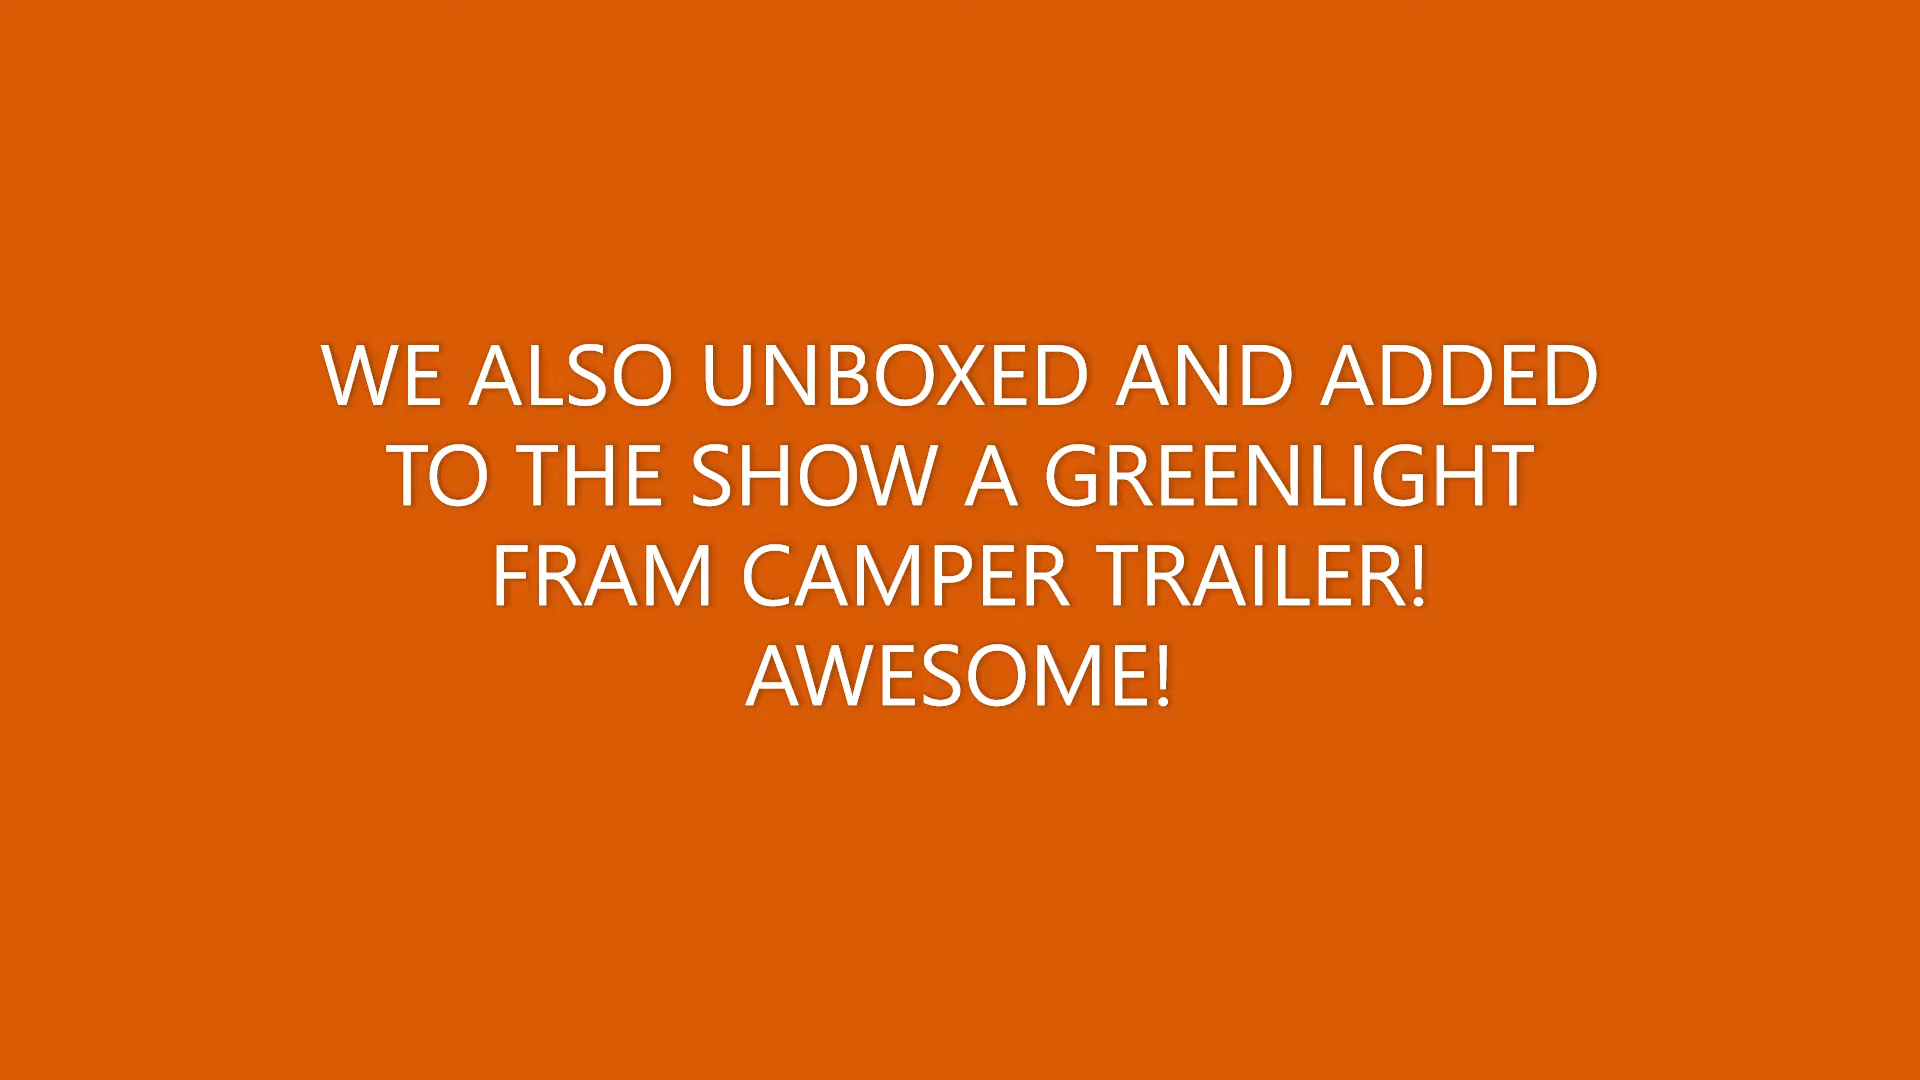 WE ALSO UNBOXED AND ADDED
TO THE SHOW A GREENLIGHT
FRAM CAMPER TRAILER!
AWESOME!